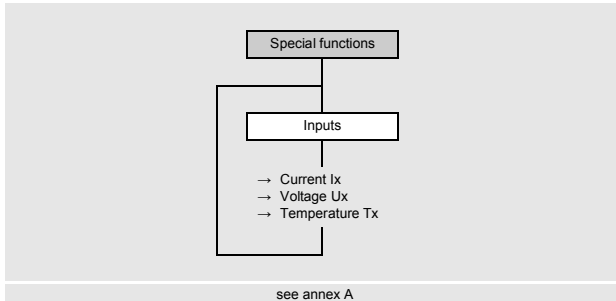 Special functions
Inputs
→ Current Ix
→ Voltage Ux
→ Temperature Tx
see annex A